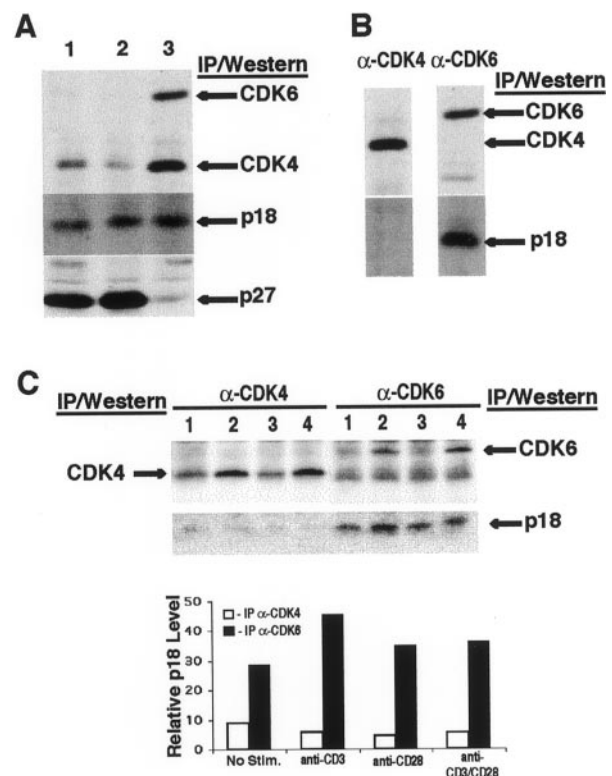 A
1 2 3
IP/Western
CDK6
CDK4
p18
p27
B
α-CDK4 α-CDK6
IP/Western
CDK6
CDK4
p18
C
IP/Western α-CDK4 α-CDK6 IP/Western
1 2 3 4 1 2 3 4
CDK4
CDK6
p18
Relative p18 Level
50
40
30
20
10
0
- IP α-CDK4
- IP α-CDK6
No Stim. anti-CD3 anti-CD28 anti-
CD3/CD28